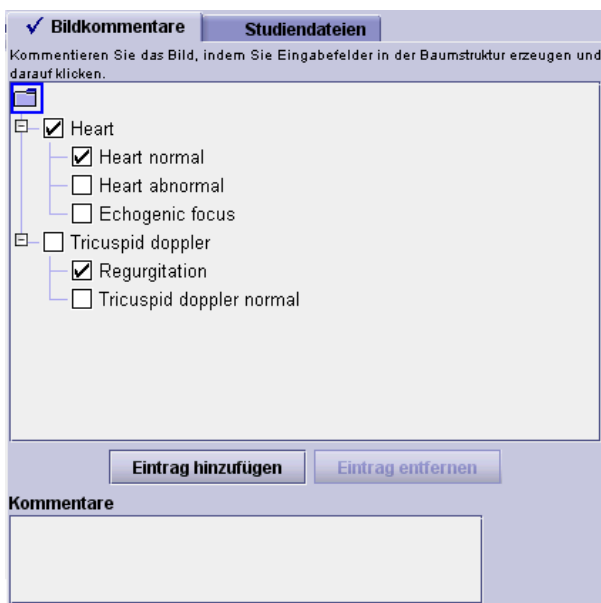 Bildkommentare Studiendateien
Kommentieren Sie das Bild, indem Sie Eingabefelder in der Baumstruktur erzeugen und
darauf klicken.
Heart
Heart normal
Heart abnormal
Echogenic focus
Tricuspid doppler
Regurgitation
Tricuspid doppler normal
Eintrag hinzufügen Eintrag entfernen
Kommentare